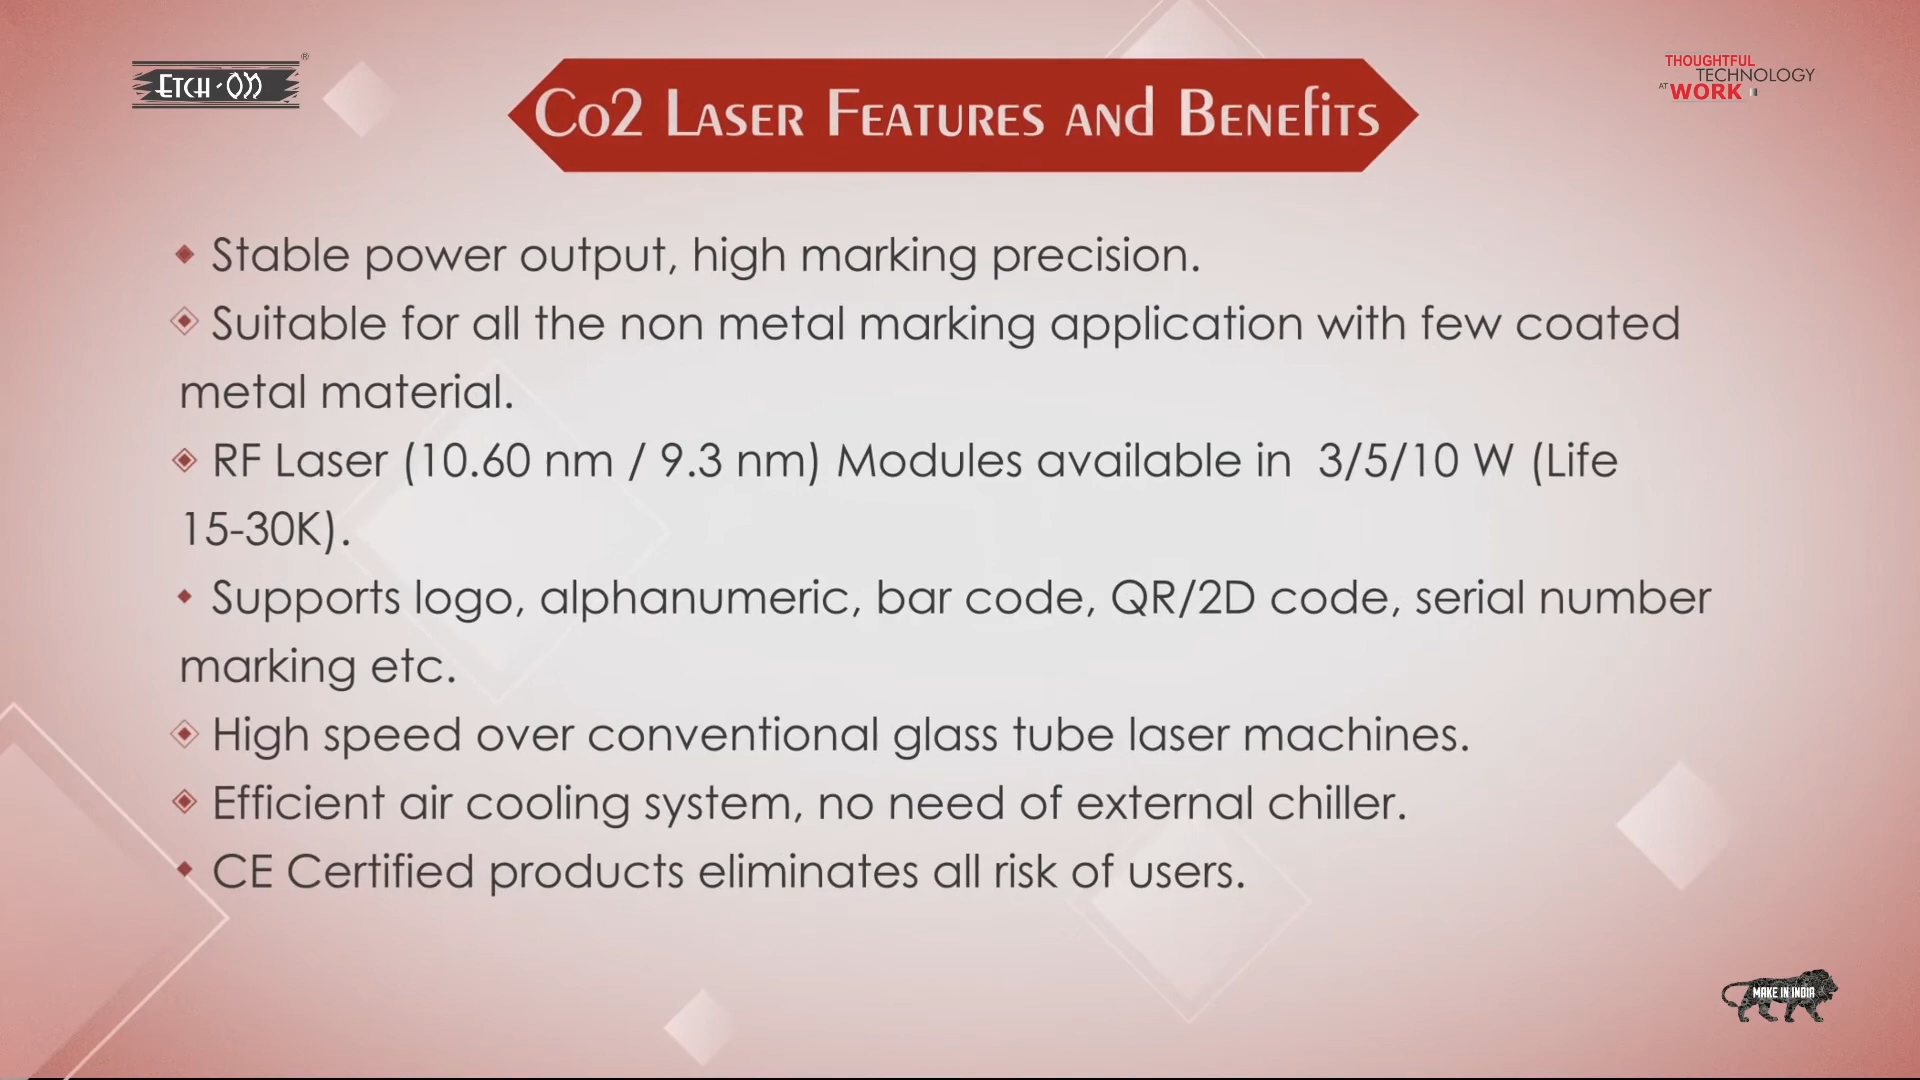 ETCH·ON
®
THOUGHTFUL
TECHNOLOGY
AT WORK
Co2 Laser Features and Benefits
Stable power output, high marking precision.
Suitable for all the non metal marking application with few coated
metal material.
RF Laser (10.60 nm / 9.3 nm) Modules available in 3/5/10 W (Life
15-30K).
Supports logo, alphanumeric, bar code, QR/2D code, serial number
marking etc.
High speed over conventional glass tube laser machines.
Efficient air cooling system, no need of external chiller.
CE Certified products eliminates all risk of users.
MAKE IN INDIA